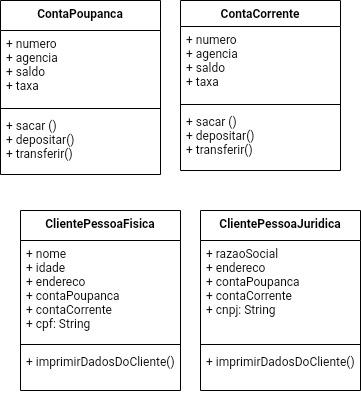 ContaPoupanca
+ numero
+ agencia
+ saldo
+ taxa
+ sacar ()
+ depositar()
+ transferir()
ContaCorrente
+ numero
+ agencia
+ saldo
+ taxa
+ sacar ()
+ depositar()
+ transferir()
ClientePessoaFisica
+ nome
+ idade
+ endereco
+ contaPoupanca
+ contaCorrente
+ cpf: String
+ imprimirDadosDoCliente()
ClientePessoaJuridica
+ razaoSocial
+ endereco
+ contaPoupanca
+ contaCorrente
+ cnpj: String
+ imprimirDadosDoCliente()